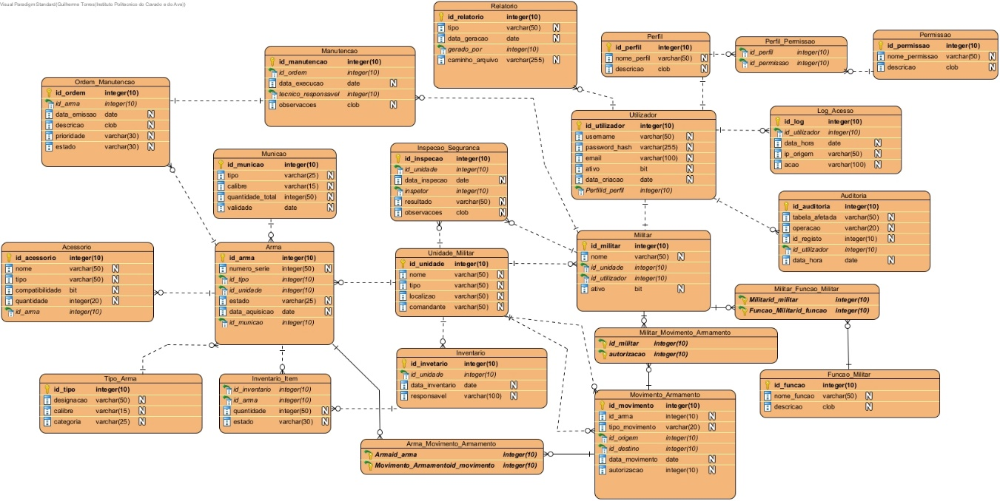 Visual Paradigm Standard(Guilherme Torres(Instituto Politecnico do Cavado e do Ave))
Relatorio
id_relatorio integer(10)
tipo varchar(50) N
data_geracao date N
gerado_por integer(10)
caminho_arquivo varchar(255) N
Perfil
id_perfil integer(10)
nome_perfil varchar(50) N
descricao clob N
Perfil_Permissao
id_perfil integer(10)
id_permissao integer(10)
Permissao
id_permissao integer(10)
nome_permissao varchar(50) N
descricao clob N
Manutencao
id_manutencao integer(10)
id_ordem integer(10)
data_execucao date N
tecnico_responsavel integer(10)
observacoes clob N
Ordem_Manutencao
id_ordem integer(10)
id_arma integer(10)
data_emissao date N
descricao clob N
prioridade varchar(30) N
estado varchar(30) N
Utilizador
id_utilizador integer(10)
username varchar(50) N
password_hash varchar(255) N
email varchar(100) N
ativo bit N
data_criacao date N
Perfilid_perfil integer(10)
Log_Acesso
id_log integer(10)
id_utilizador integer(10)
data_hora date N
ip_origem varchar(50) N
acao varchar(100) N
Municao
id_municao integer(10)
tipo varchar(25) N
calibre varchar(15) N
quantidade_total integer(50) N
validade date N
Inspecao_Seguranca
id_inspecao integer(10)
id_unidade integer(10)
data_inspecao date N
inspetor integer(10)
resultado varchar(50) N
observacoes clob N
Auditoria
id_auditoria integer(10)
tabela_afetada varchar(50) N
operacao varchar(20) N
id_registo integer(10) N
id_utilizador integer(10)
data_hora date N
Acessorio
id_acessorio integer(10)
nome varchar(50) N
tipo varchar(50) N
compatibilidade bit N
quantidade integer(20) N
id_arma integer(10)
Arma
id_arma integer(10)
numero_serie integer(50) N
id_tipo integer(10)
id_unidade integer(10)
estado varchar(25) N
data_aquisicao date N
id_municao integer(10)
Unidade_Militar
id_unidade integer(10)
nome varchar(50) N
tipo varchar(50) N
localizao varchar(50) N
comandante varchar(50) N
Militar
id_militar integer(10)
nome varchar(50) N
id_unidade integer(10)
id_utilizador integer(10)
ativo bit N
Militar_Funcao_Militar
Militarid_militar integer(10)
Funcao_Militarid_funcao integer(10)
Militar_Movimento_Armamento
id_militar integer(10)
autorizacao integer(10)
Tipo_Arma
id_tipo integer(10)
designacao varchar(50) N
calibre varchar(15) N
categoria varchar(25) N
Inventario_Item
id_inventario integer(10)
id_arma integer(10)
quantidade integer(50) N
estado varchar(30) N
Inventario
id_invetario integer(10)
id_unidade integer(10)
data_inventario date N
responsavel varchar(100) N
Funcao_Militar
id_funcao integer(10)
nome_funcao varchar(50) N
descricao clob N
Movimento_Armamento
id_movimento integer(10)
id_arma integer(10) N
tipo_movimento varchar(20) N
id_origem integer(10)
id_destino integer(10)
data_movimento date N
autorizacao integer(10) N
Arma_Movimento_Armamento
Armaid_arma integer(10)
Movimento_Armamentoid_movimento integer(10)